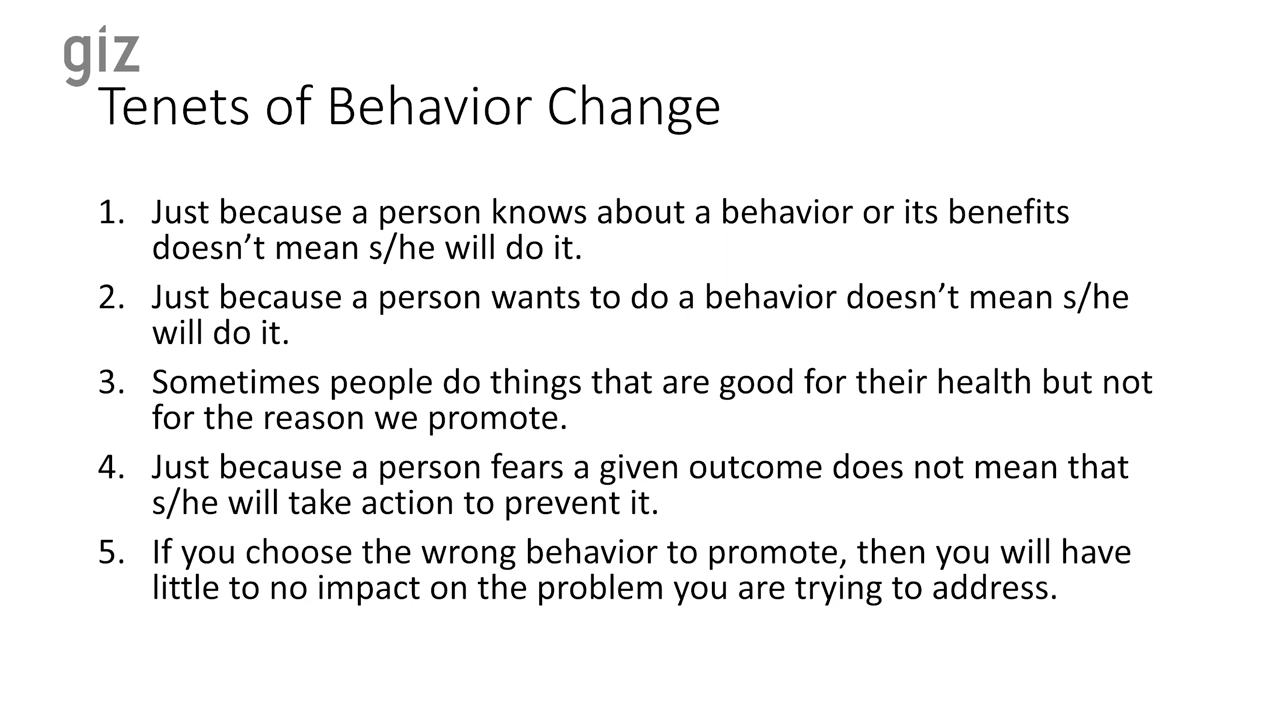 giz
Tenets of Behavior Change
1. Just because a person knows about a behavior or its benefits
doesn’t mean s/he will do it.
2. Just because a person wants to do a behavior doesn’t mean s/he
will do it.
3. Sometimes people do things that are good for their health but not
for the reason we promote.
4. Just because a person fears a given outcome does not mean that
s/he will take action to prevent it.
5. If you choose the wrong behavior to promote, then you will have
little to no impact on the problem you are trying to address.